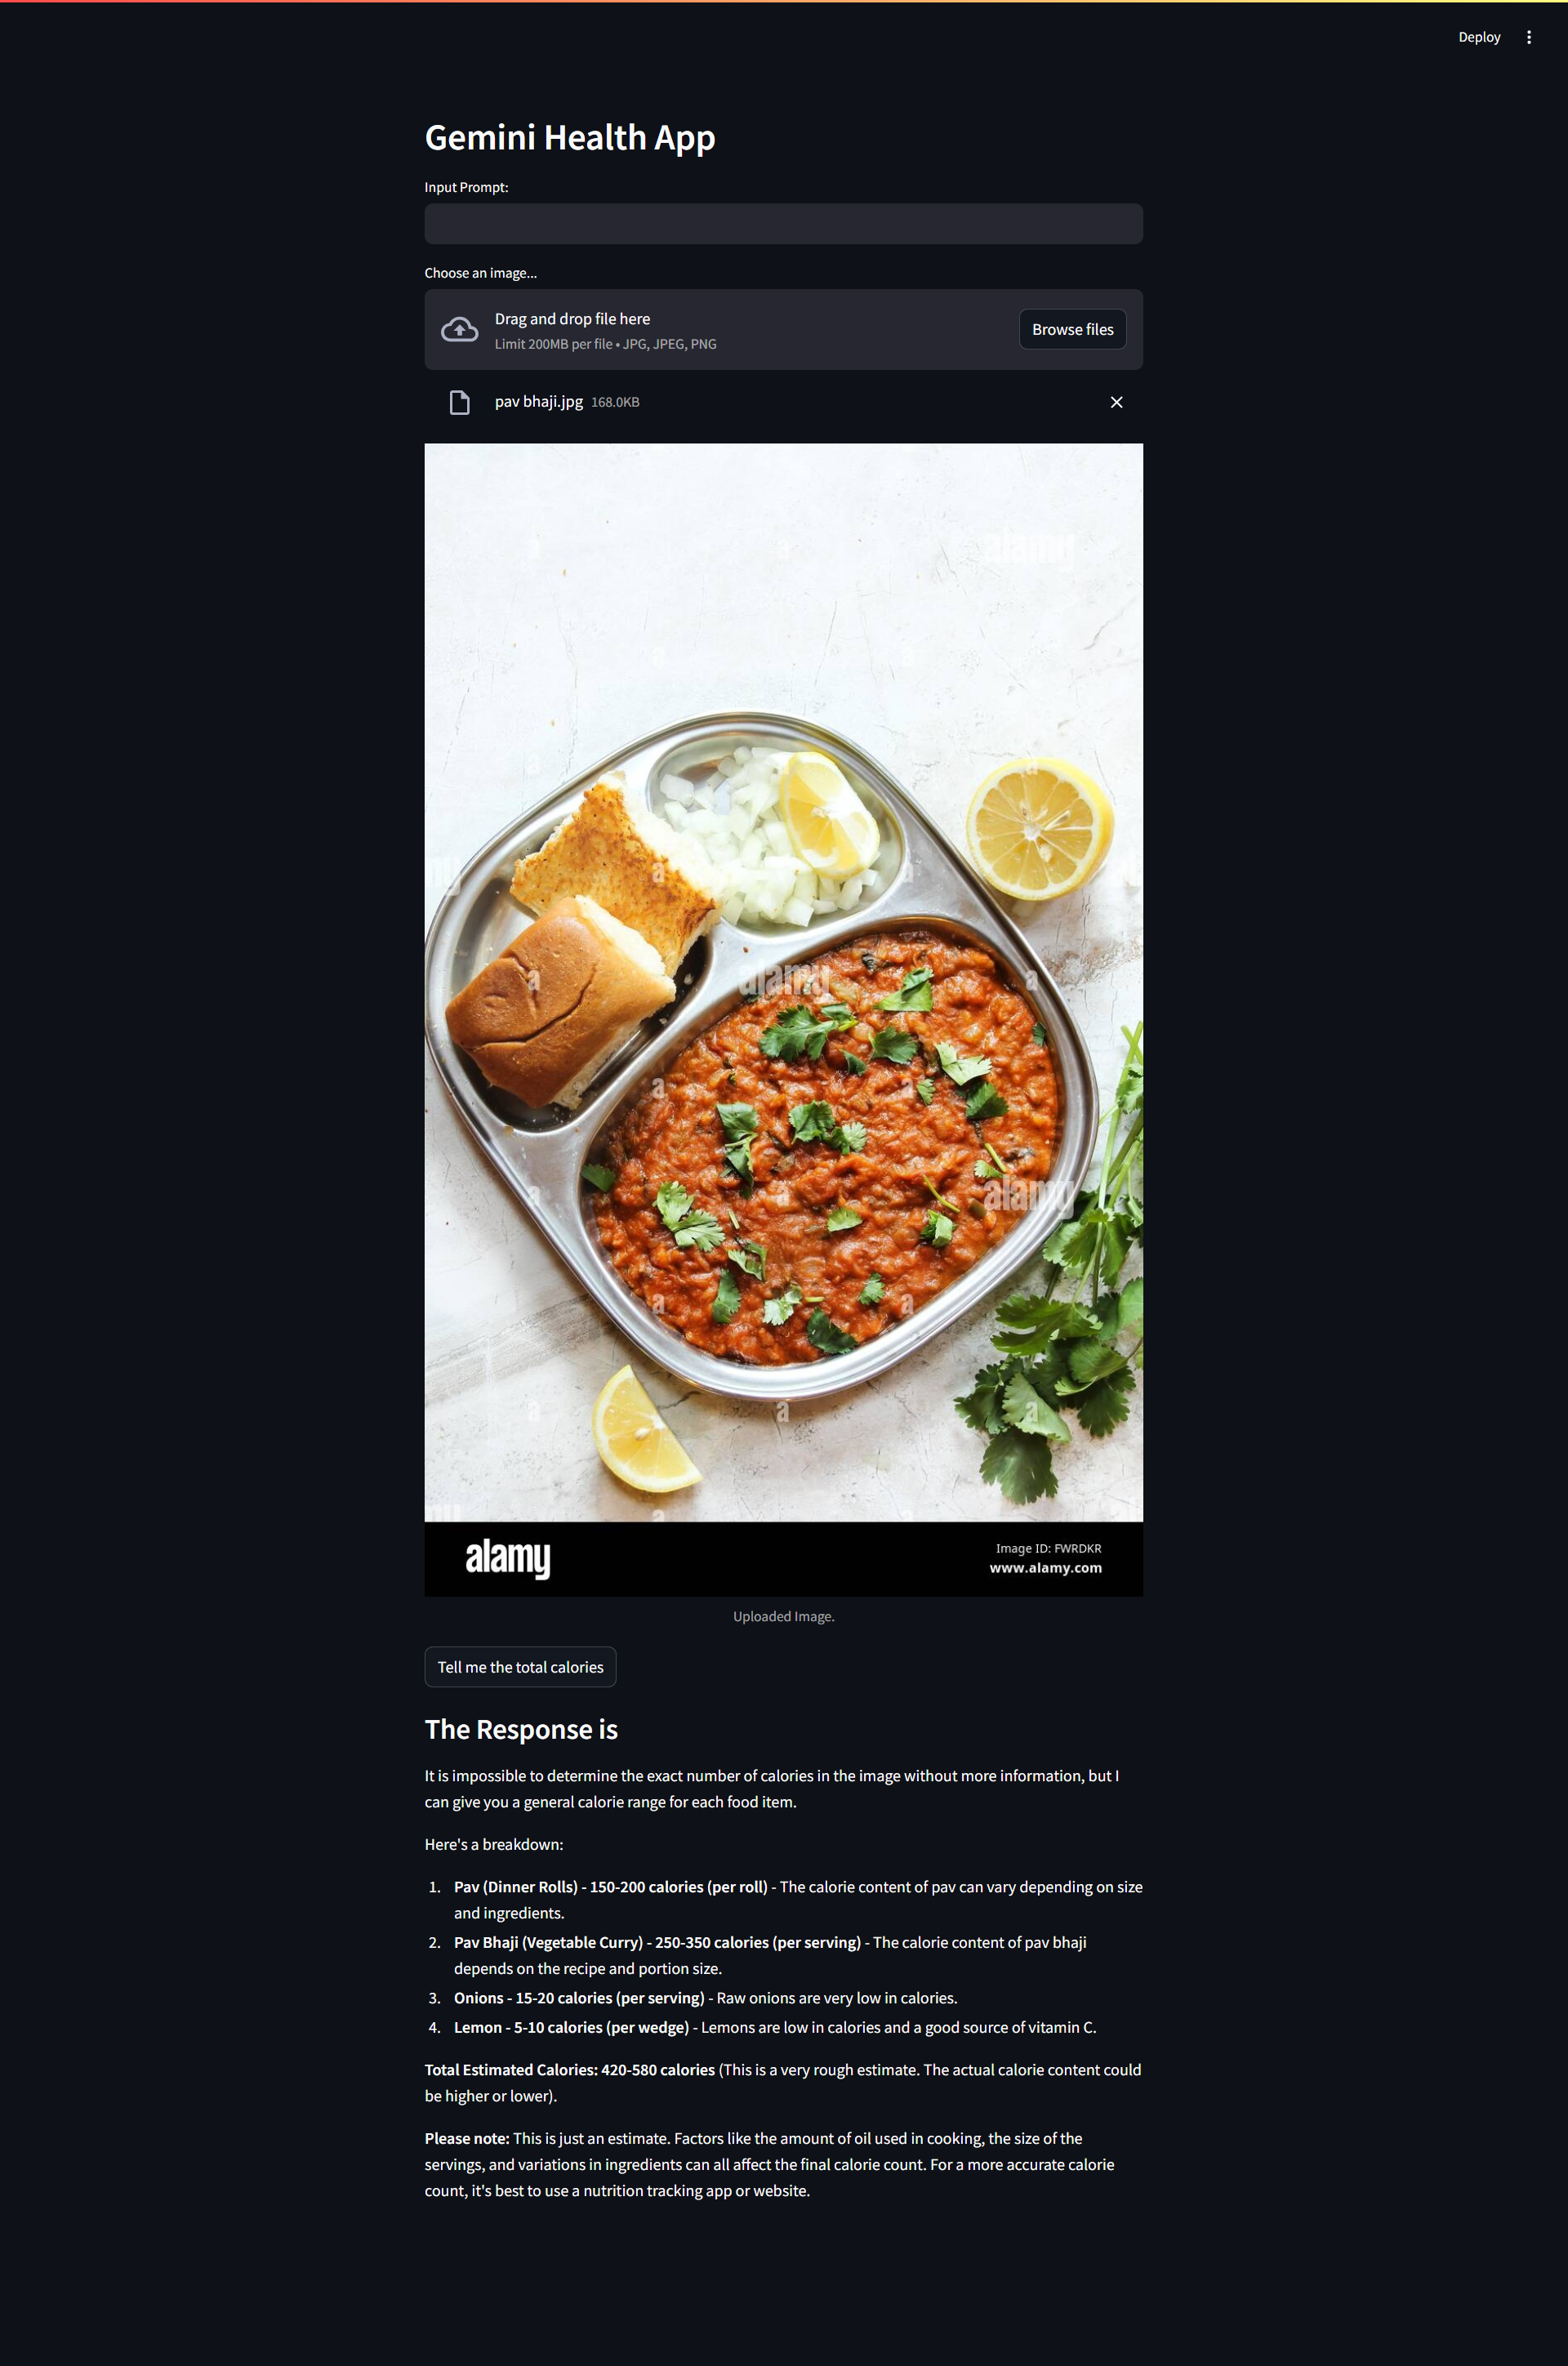 Deploy
Gemini Health App
Input Prompt:
Choose an image...
Drag and drop file here
Limit 200MB per file • JPG, JPEG, PNG
Browse files
pav bhaji.jpg 168.0KB
alamy
a a
a a
a a
my
a a
alamy
a a
a a
alamy
a a
a a
a a a
my
alamy
Image ID: FWRDKR
www.alamy.com
Uploaded Image.
Tell me the total calories
The Response is
It is impossible to determine the exact number of calories in the image without more information, but I
can give you a general calorie range for each food item.
Here's a breakdown:
1. Pav (Dinner Rolls) - 150-200 calories (per roll) - The calorie content of pav can vary depending on size
and ingredients.
2. Pav Bhaji (Vegetable Curry) - 250-350 calories (per serving) - The calorie content of pav bhaji
depends on the recipe and portion size.
3. Onions - 15-20 calories (per serving) - Raw onions are very low in calories.
4. Lemon - 5-10 calories (per wedge) - Lemons are low in calories and a good source of vitamin C.
Total Estimated Calories: 420-580 calories (This is a very rough estimate. The actual calorie content could
be higher or lower).
Please note: This is just an estimate. Factors like the amount of oil used in cooking, the size of the
servings, and variations in ingredients can all affect the final calorie count. For a more accurate calorie
count, it's best to use a nutrition tracking app or website.